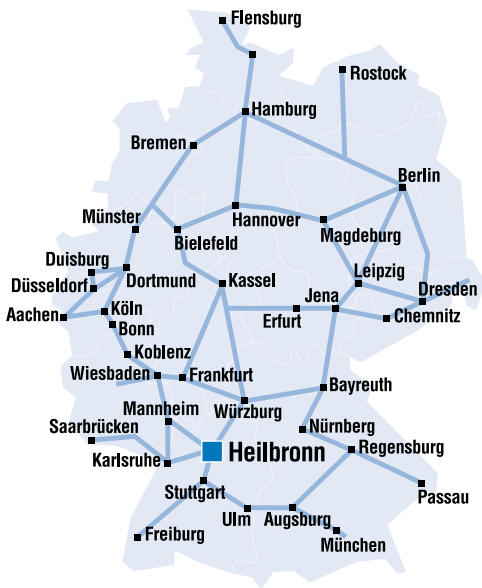 Flensburg
Rostock
Hamburg
Bremen
Berlin
Münster
Hannover
Magdeburg
Bielefeld
Duisburg
Dortmund
Kassel
Leipzig
Düsseldorf
Jena
Dresden
Aachen
Köln
Erfurt
Chemnitz
Bonn
Koblenz
Wiesbaden
Frankfurt
Bayreuth
Mannheim
Würzburg
Saarbrücken
Nürnberg
Heilbronn
Regensburg
Karlsruhe
Stuttgart
Passau
Ulm
Augsburg
Freiburg
München